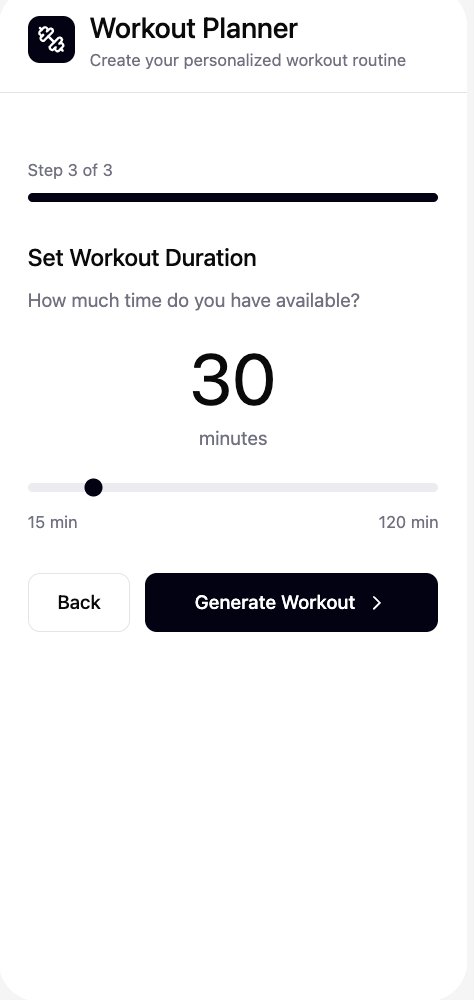 Workout Planner
Create your personalized workout routine
Step 3 of 3
Set Workout Duration
How much time do you have available?
30
minutes
15 min 120 min
Back Generate Workout